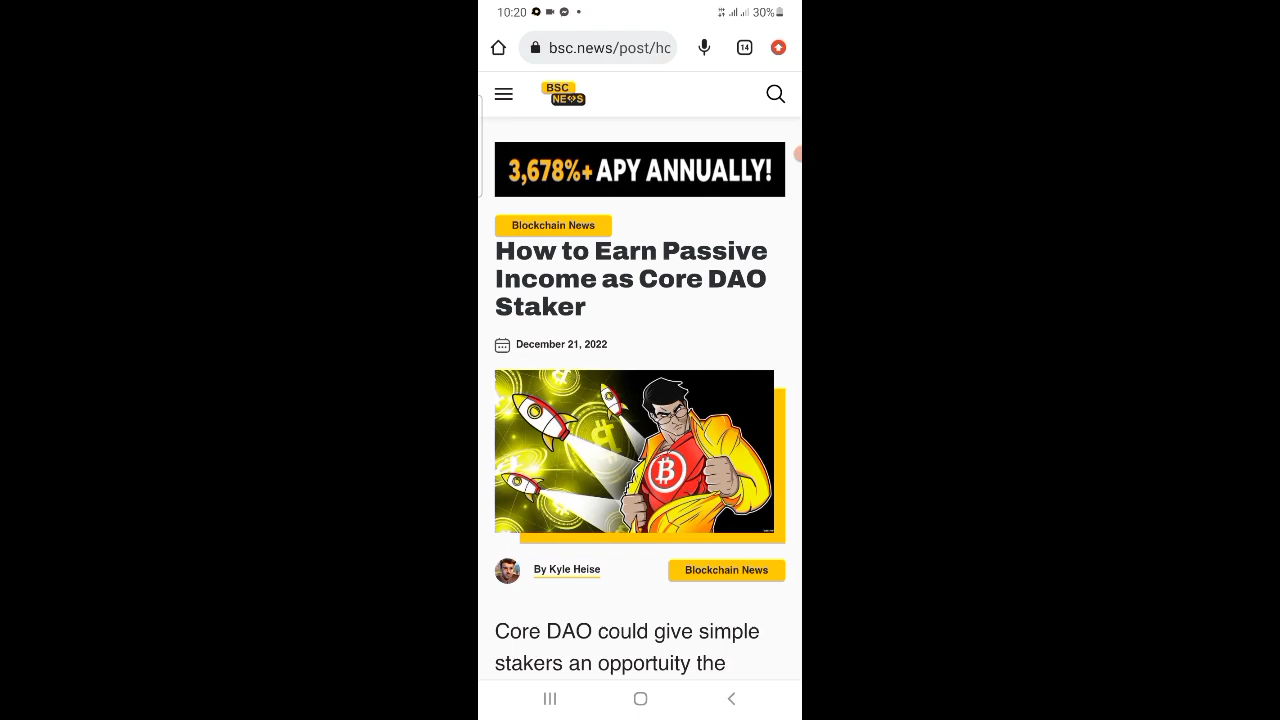 10:20
30%
bsc.news/post/hc
14
BSC
NEWS
3,678%+ APY ANNUALLY!
Blockchain News
How to Earn Passive
Income as Core DAO
Staker
December 21, 2022
By Kyle Heise
Blockchain News
Core DAO could give simple
stakers an opportuity the